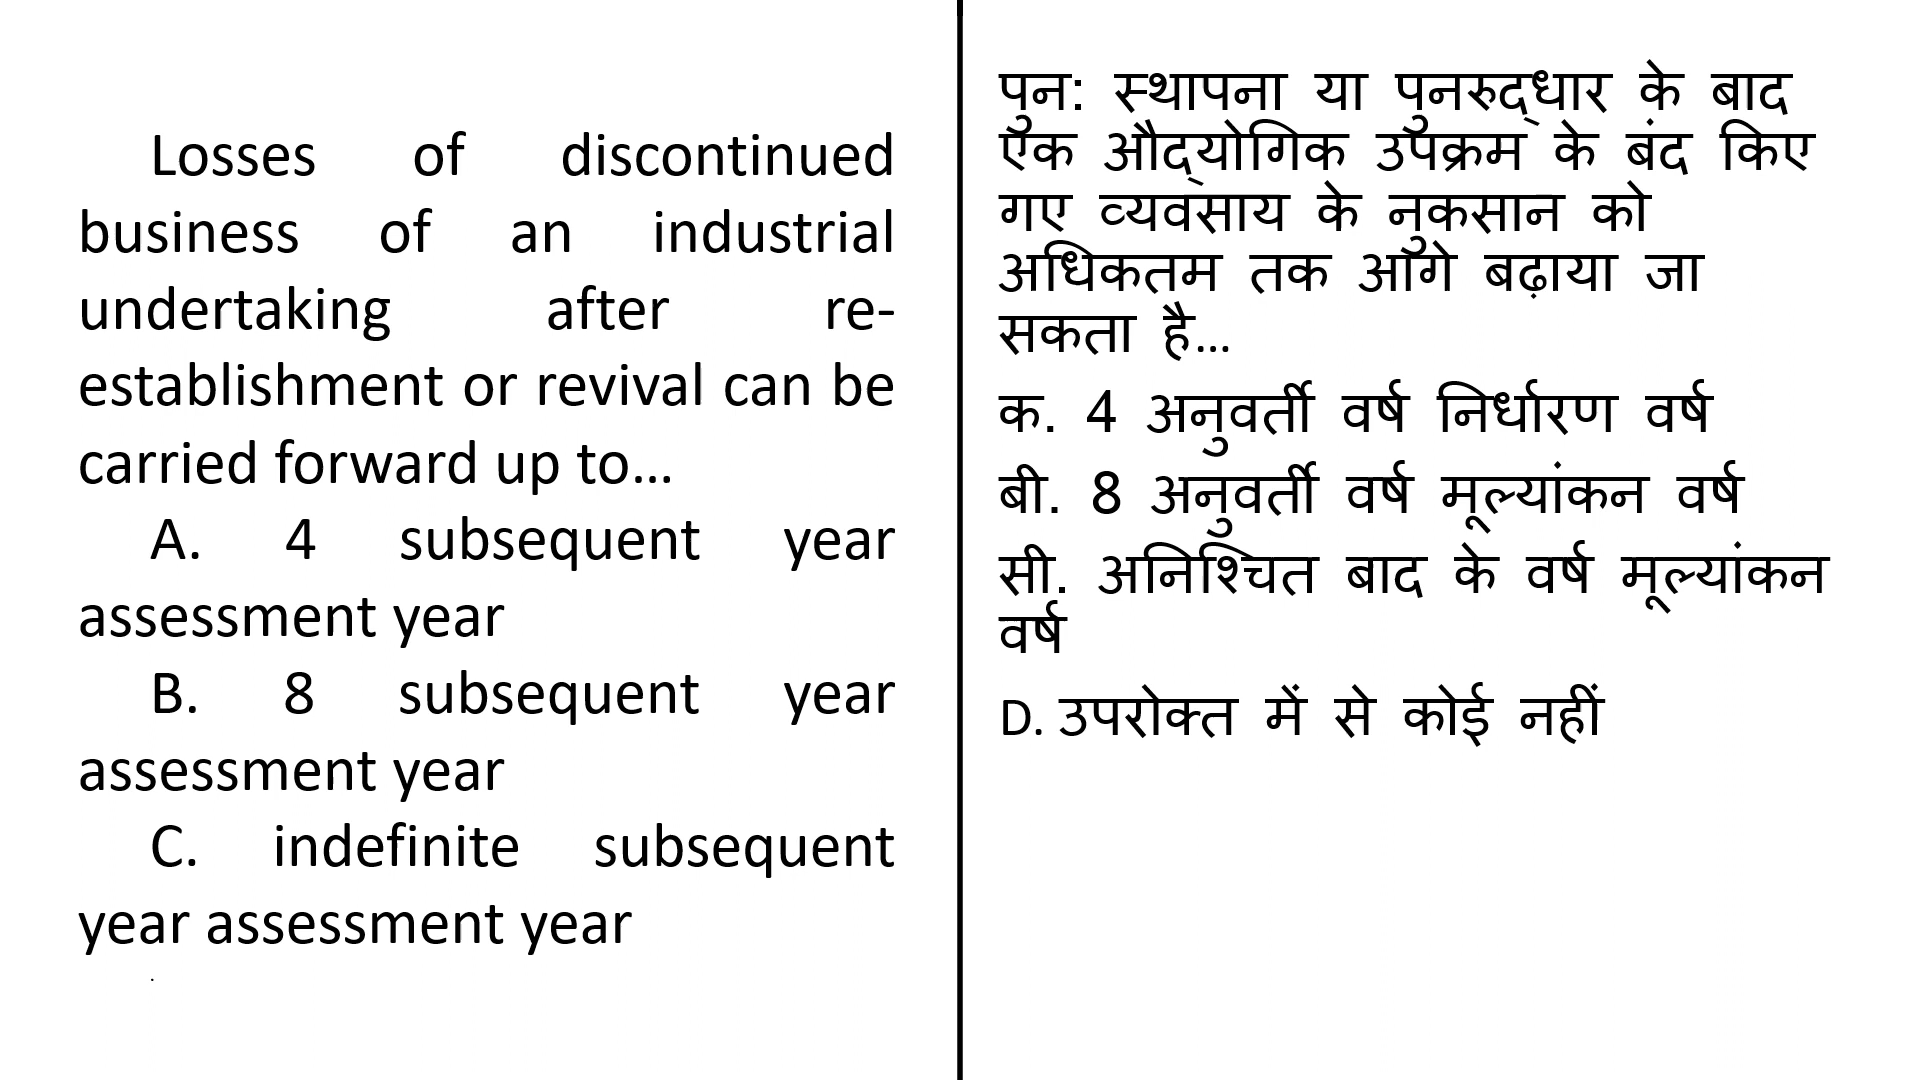 Losses of discontinued
business of an industrial
undertaking after re-
establishment or revival can be
carried forward up to...
A. 4 subsequent year
assessment year
B. 8 subsequent year
assessment year
C. indefinite subsequent
year assessment year
.
पुन: स्थापना या पुनरुद्धार के बाद
एक औद्योगिक उपक्रम के बंद किए
गए व्यवसाय के नुकसान को
अधिकतम तक आगे बढ़ाया जा
सकता है...
क. 4 अनुवर्ती वर्ष निर्धारण वर्ष
बी. 8 अनुवर्ती वर्ष मूल्यांकन वर्ष
सी. अनिश्चित बाद के वर्ष मूल्यांकन
वर्ष
D. उपरोक्त में से कोई नहीं